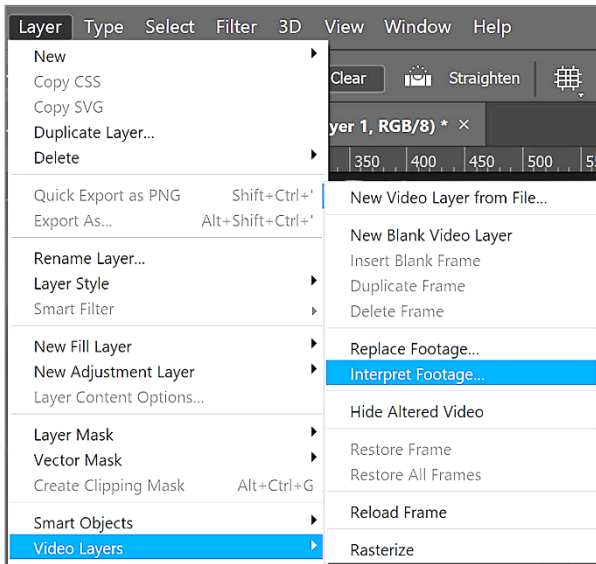 Layer Type Select Filter 3D View Window Help
Clear Straighten
yer 1, RGB/8) * ×
350 400 450 500 5
New
Copy CSS
Copy SVG
Duplicate Layer...
Delete
Quick Export as PNG Shift+Ctrl+'
Export As... Alt+Shift+Ctrl+'
Rename Layer...
Layer Style
Smart Filter
New Fill Layer
New Adjustment Layer
Layer Content Options...
Layer Mask
Vector Mask
Create Clipping Mask Alt+Ctrl+G
Smart Objects
Video Layers
New Video Layer from File...
New Blank Video Layer
Insert Blank Frame
Duplicate Frame
Delete Frame
Replace Footage...
Interpret Footage...
Hide Altered Video
Restore Frame
Restore All Frames
Reload Frame
Rasterize